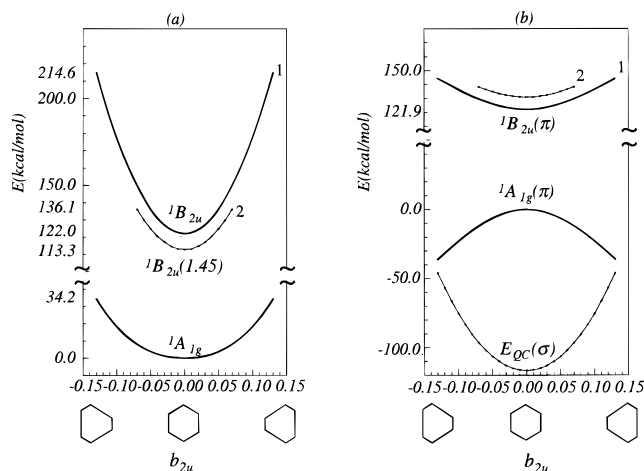 (a)
E(kcal/mol)
214.6
200.0
150.0
136.1
122.0
113.3
34.2
0.0
1
¹B₂ᵤ
2
¹B₂ᵤ(1.45)
¹A₁g
-0.15 -0.10 -0.05 0.00 0.05 0.10 0.15
b₂ᵤ
(b)
E(kcal/mol)
150.0
121.9
0.0
-50.0
-100.0
2
1
¹B₂ᵤ(π)
¹A₁g(π)
E_QC(σ)
-0.15 -0.10 -0.05 0.00 0.05 0.10 0.15
b₂ᵤ